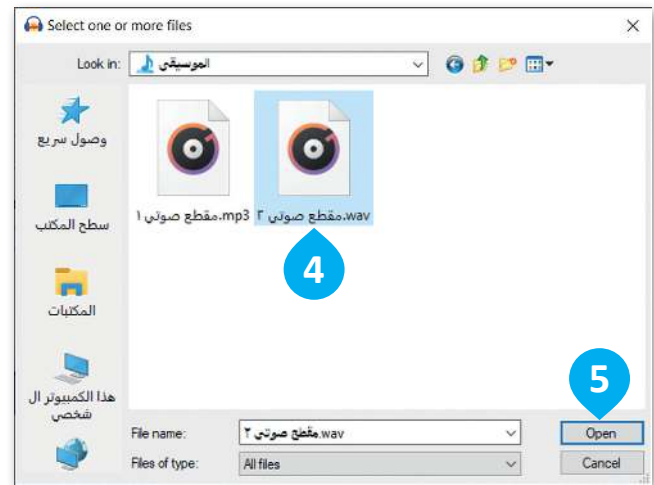 Select one or more files
Look in: الموسيقى
وصول سريع
سطح المكتب
المكتبات
هذا الكمبيوتر ال
شخصي
مقطع صوتي ١.mp3
مقطع صوتي ٢.wav
4
5
File name: مقطع صوتي ٢.wav
Open
Files of type: All files
Cancel